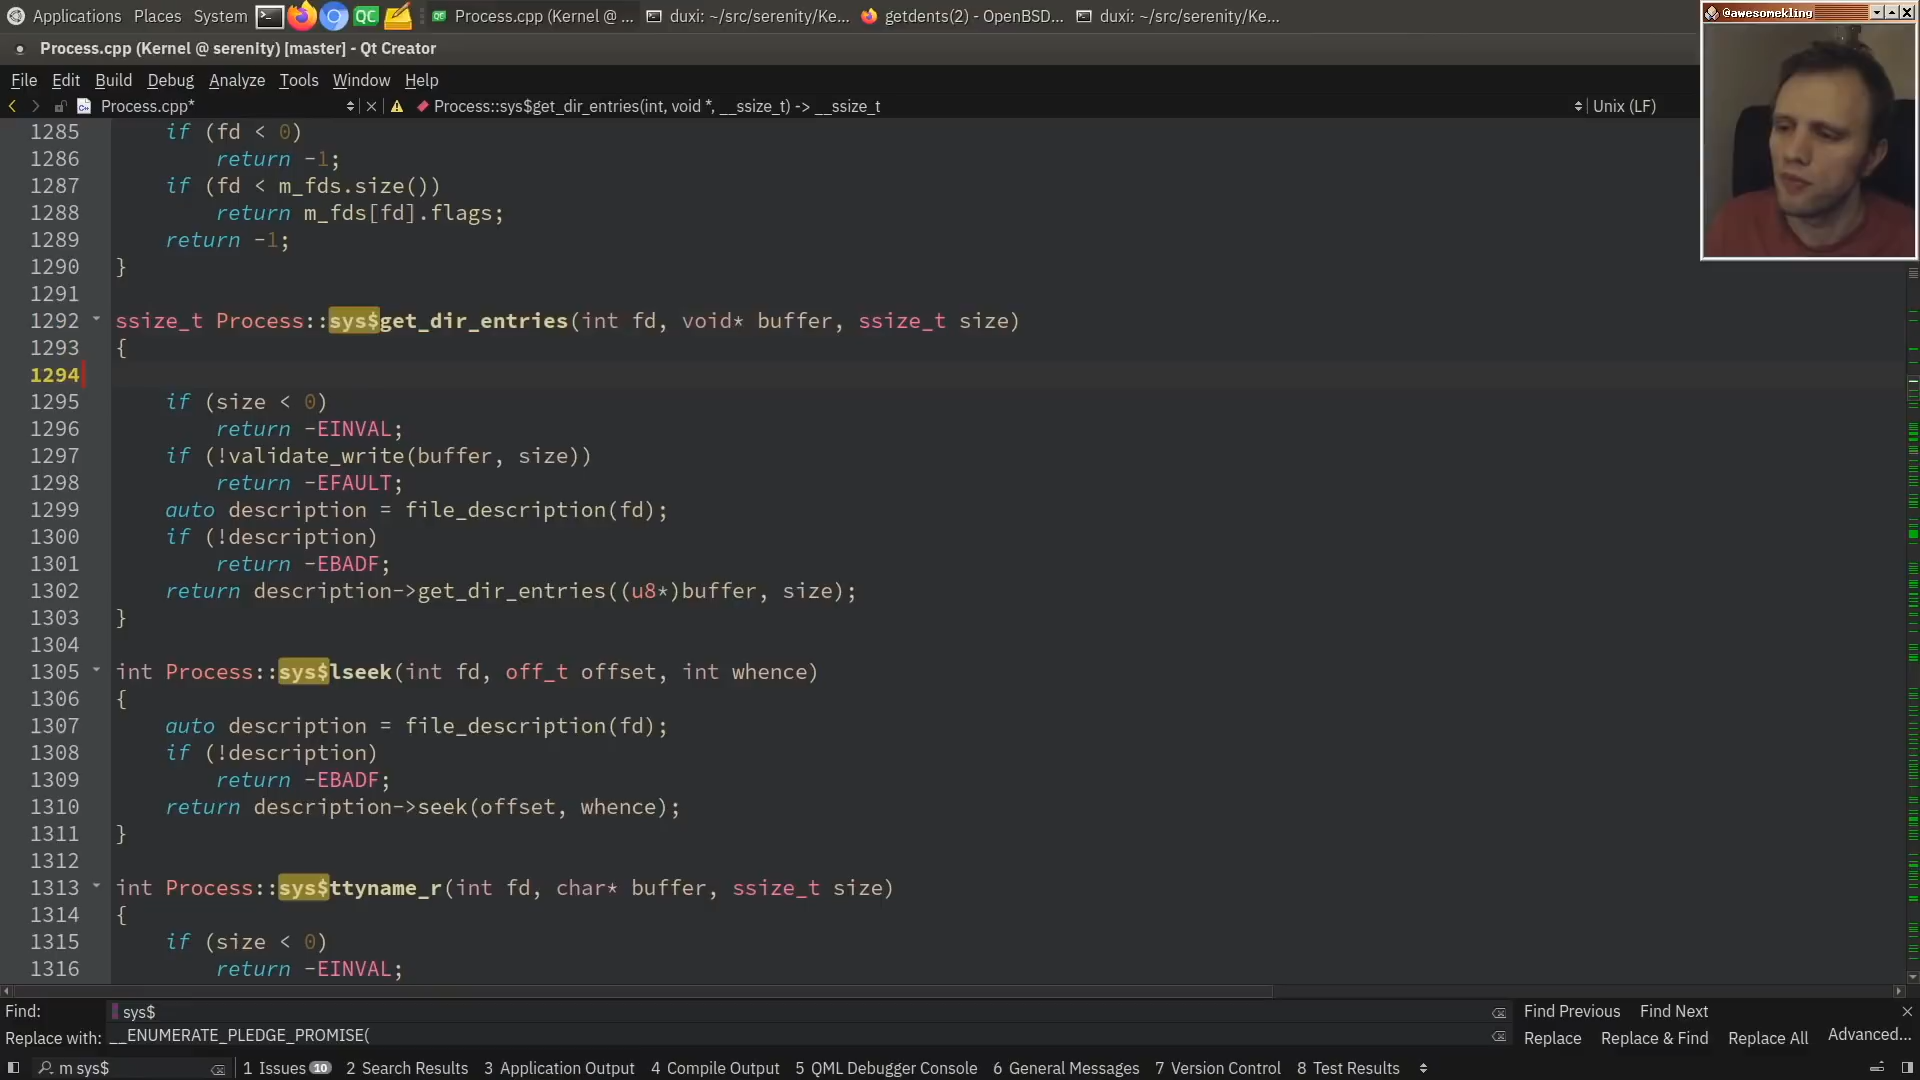 Applications Places System Process.cpp (Kernel @ ... duxi: ~/src/serenity/Ke... getdents(2) - OpenBSD... duxi: ~/src/serenity/Ke...
@awesomekling
Process.cpp (Kernel @ serenity) [master] - Qt Creator
File Edit Build Debug Analyze Tools Window Help
Process.cpp* Process::sys$get_dir_entries(int, void *, __ssize_t) -> __ssize_t Unix (LF)
1285 if (fd < 0)
1286 return -1;
1287 if (fd < m_fds.size())
1288 return m_fds[fd].flags;
1289 return -1;
1290 }
1291
1292 ssize_t Process::sys$get_dir_entries(int fd, void* buffer, ssize_t size)
1293 {
1294
1295 if (size < 0)
1296 return -EINVAL;
1297 if (!validate_write(buffer, size))
1298 return -EFAULT;
1299 auto description = file_description(fd);
1300 if (!description)
1301 return -EBADF;
1302 return description->get_dir_entries((u8*)buffer, size);
1303 }
1304
1305 int Process::sys$lseek(int fd, off_t offset, int whence)
1306 {
1307 auto description = file_description(fd);
1308 if (!description)
1309 return -EBADF;
1310 return description->seek(offset, whence);
1311 }
1312
1313 int Process::sys$ttyname_r(int fd, char* buffer, ssize_t size)
1314 {
1315 if (size < 0)
1316 return -EINVAL;
Find: sys$ Find Previous Find Next
Replace with: __ENUMERATE_PLEDGE_PROMISE( Replace Replace & Find Replace All Advanced...
m sys$ 1 Issues 10 2 Search Results 3 Application Output 4 Compile Output 5 QML Debugger Console 6 General Messages 7 Version Control 8 Test Results